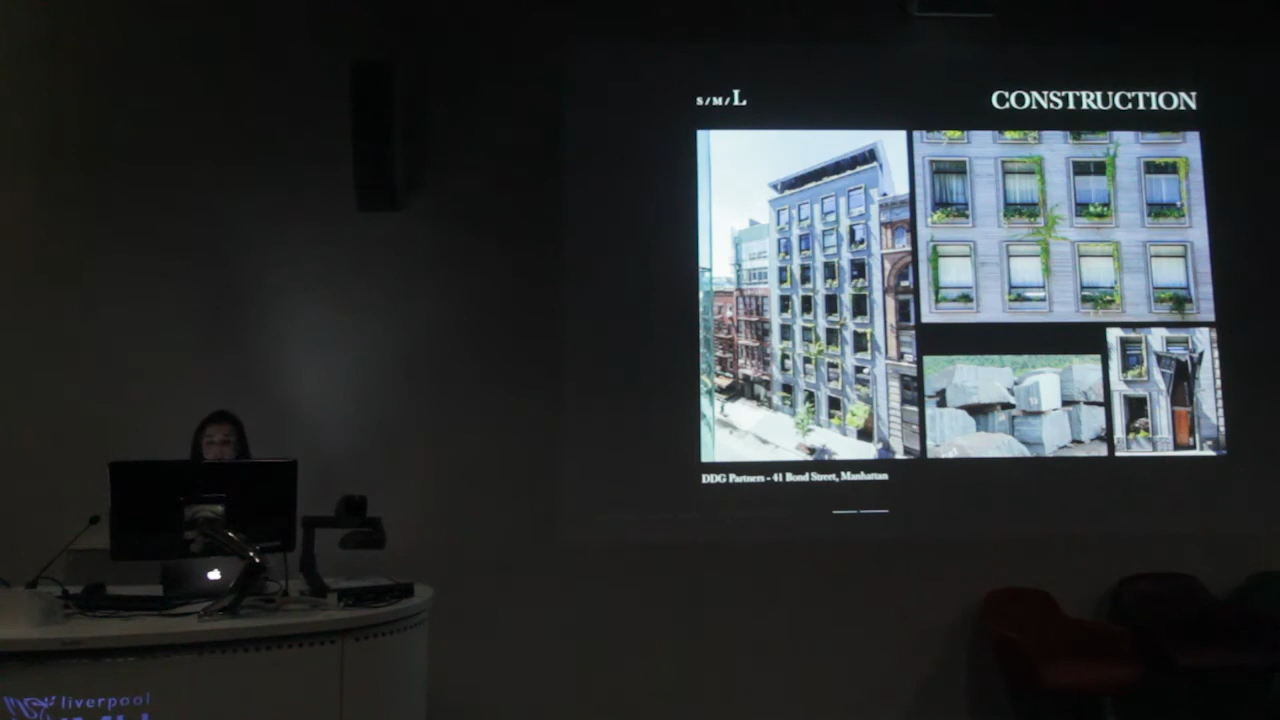 S/M/L
CONSTRUCTION
DDG Partners - 41 Bond Street, Manhattan
liverpool